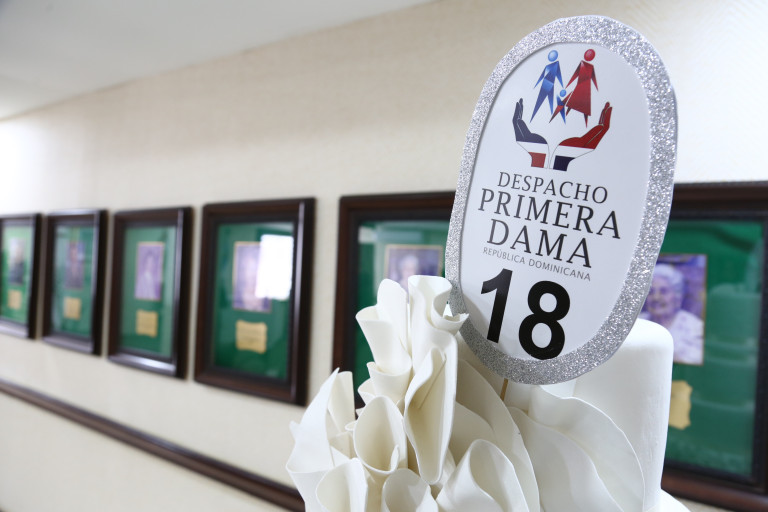 DESPACHO
PRIMERA
DAMA
REPÚBLICA DOMINICANA
18